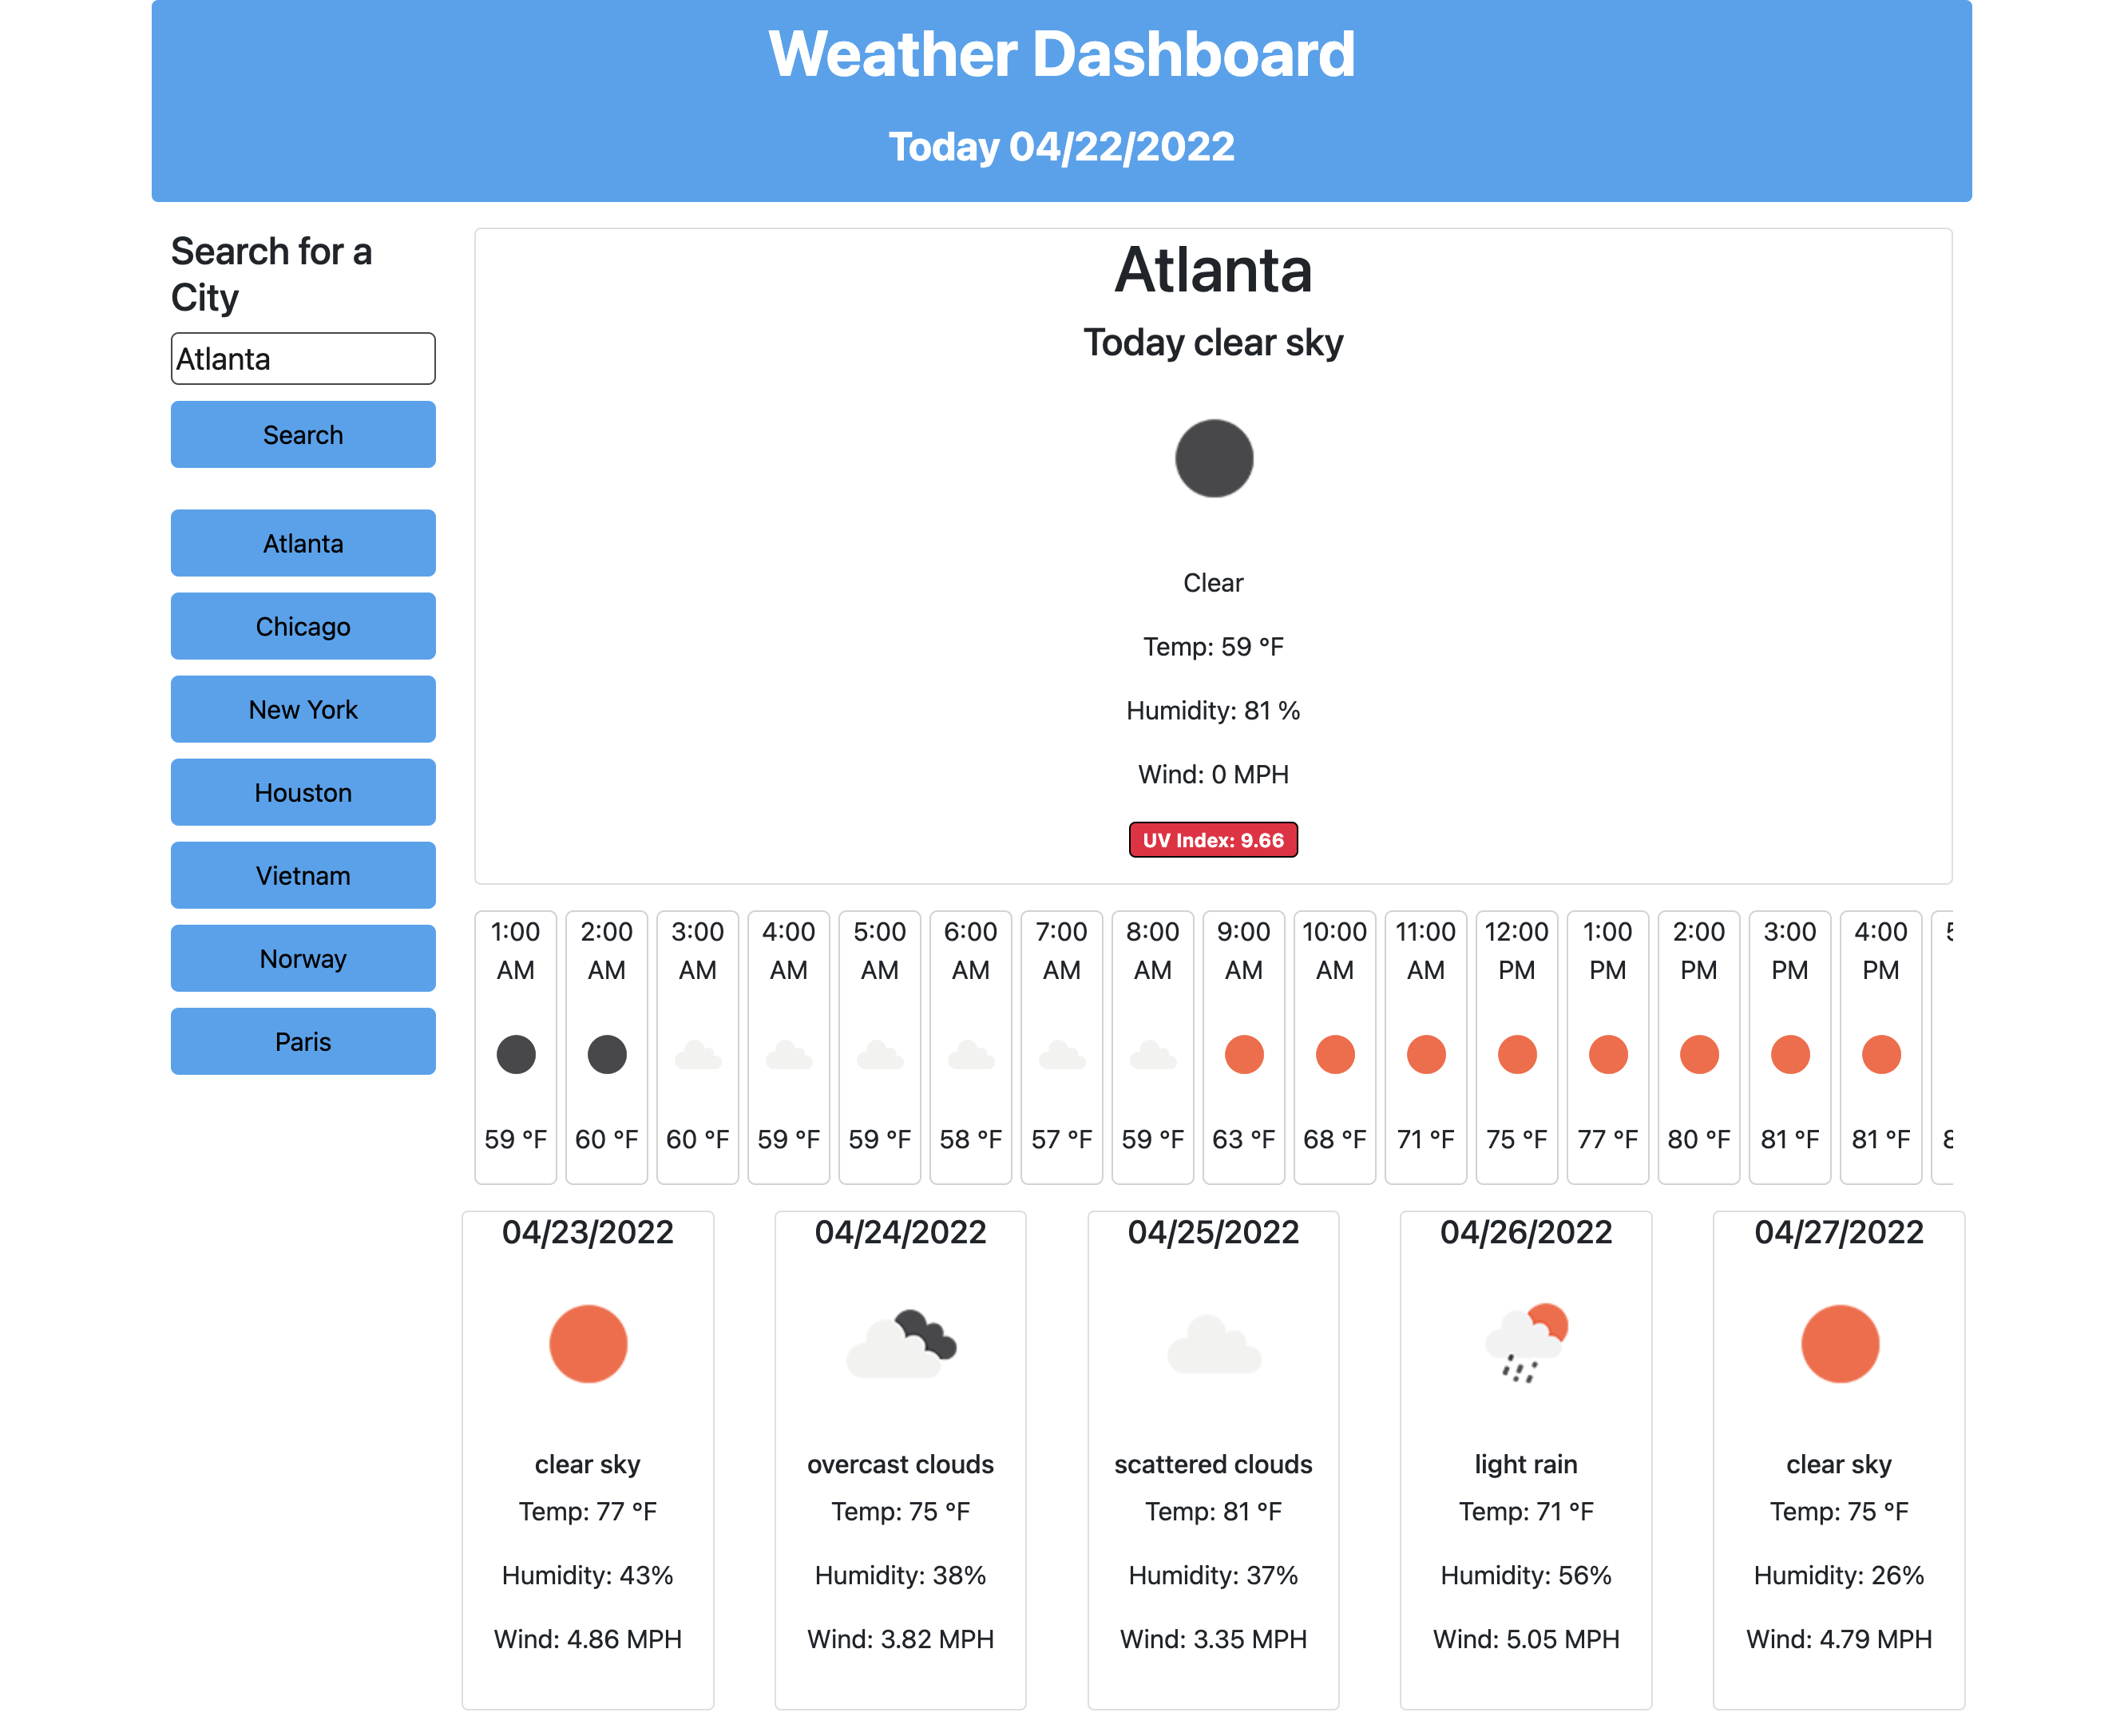 Weather Dashboard
Today 04/22/2022
Search for a
City
Atlanta
Search
Atlanta
Chicago
New York
Houston
Vietnam
Norway
Paris
Atlanta
Today clear sky
Clear
Temp: 59 °F
Humidity: 81 %
Wind: 0 MPH
UV Index: 9.66
1:00 AM
59 °F
2:00 AM
60 °F
3:00 AM
60 °F
4:00 AM
59 °F
5:00 AM
59 °F
6:00 AM
58 °F
7:00 AM
57 °F
8:00 AM
59 °F
9:00 AM
63 °F
10:00 AM
68 °F
11:00 AM
71 °F
12:00 PM
75 °F
1:00 PM
77 °F
2:00 PM
80 °F
3:00 PM
81 °F
4:00 PM
81 °F
04/23/2022
clear sky
Temp: 77 °F
Humidity: 43%
Wind: 4.86 MPH
04/24/2022
overcast clouds
Temp: 75 °F
Humidity: 38%
Wind: 3.82 MPH
04/25/2022
scattered clouds
Temp: 81 °F
Humidity: 37%
Wind: 3.35 MPH
04/26/2022
light rain
Temp: 71 °F
Humidity: 56%
Wind: 5.05 MPH
04/27/2022
clear sky
Temp: 75 °F
Humidity: 26%
Wind: 4.79 MPH